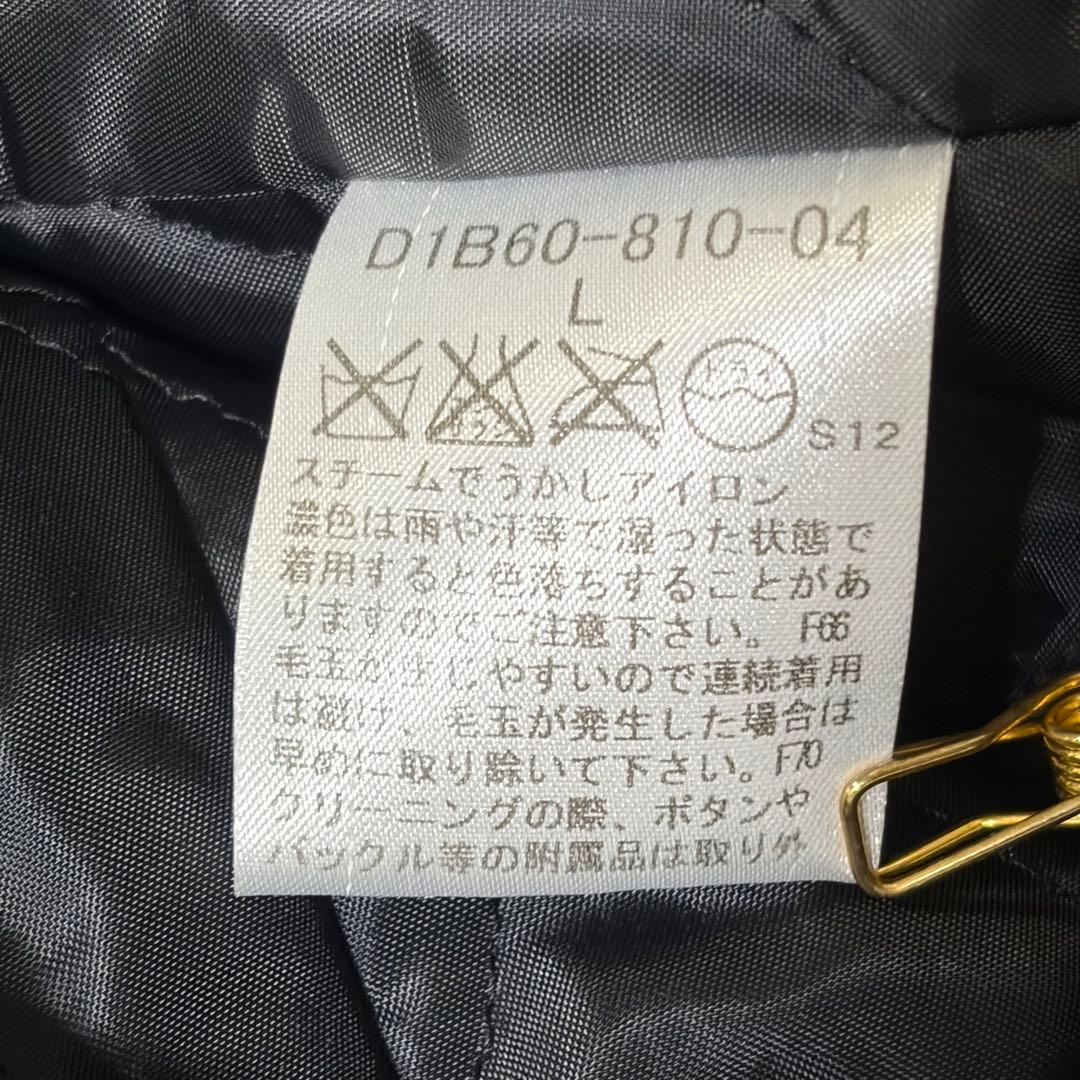 D1B60-810-04
L
ドライ
S12
スチームでうかしアイロン
濃色は雨や汗等で湿った状態で
着用すると色落ちすることがあ
りますのでご注意下さい。F66
毛玉が生じやすいので連続着用
は避け、毛玉が発生した場合は
早めに取り除いて下さい。F70
クリーニングの際、ボタンや
バックル等の附属品は取り外